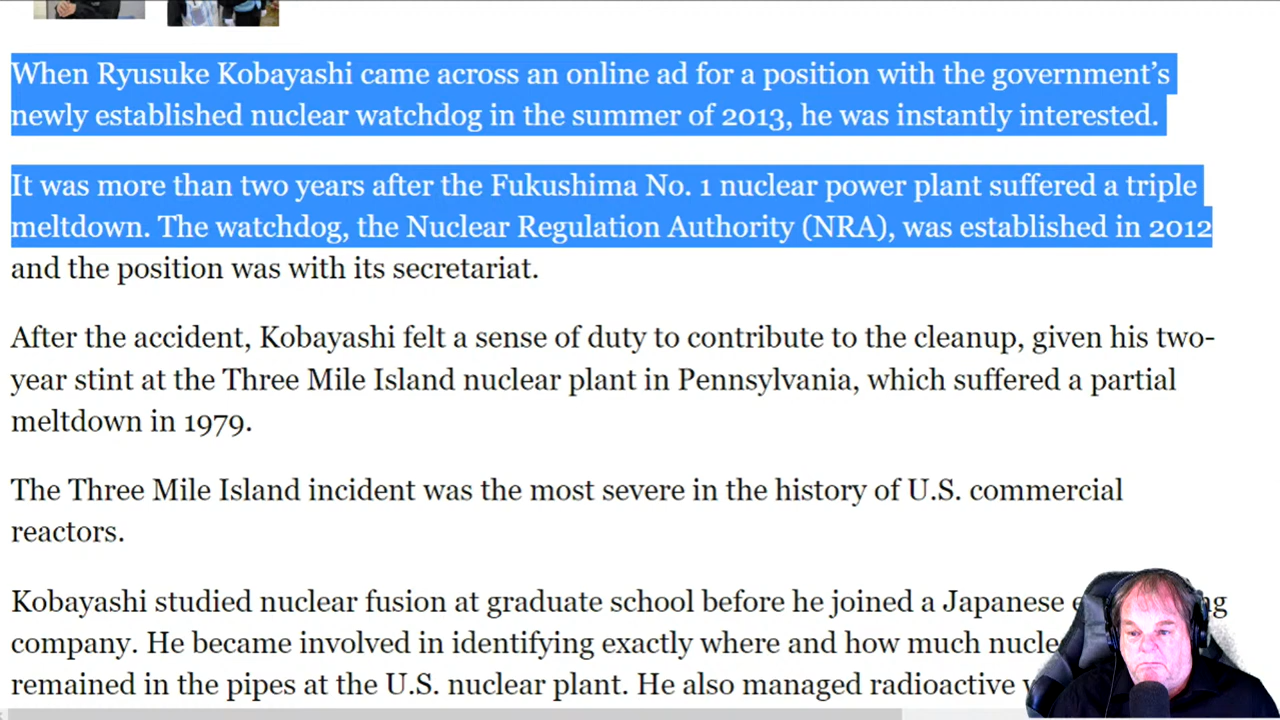 When Ryusuke Kobayashi came across an online ad for a position with the government’s
newly established nuclear watchdog in the summer of 2013, he was instantly interested.
It was more than two years after the Fukushima No. 1 nuclear power plant suffered a triple
meltdown. The watchdog, the Nuclear Regulation Authority (NRA), was established in 2012
and the position was with its secretariat.
After the accident, Kobayashi felt a sense of duty to contribute to the cleanup, given his two-
year stint at the Three Mile Island nuclear plant in Pennsylvania, which suffered a partial
meltdown in 1979.
The Three Mile Island incident was the most severe in the history of U.S. commercial
reactors.
Kobayashi studied nuclear fusion at graduate school before he joined a Japanese
company. He became involved in identifying exactly where and how much
remained in the pipes at the U.S. nuclear plant. He also managed radioactive